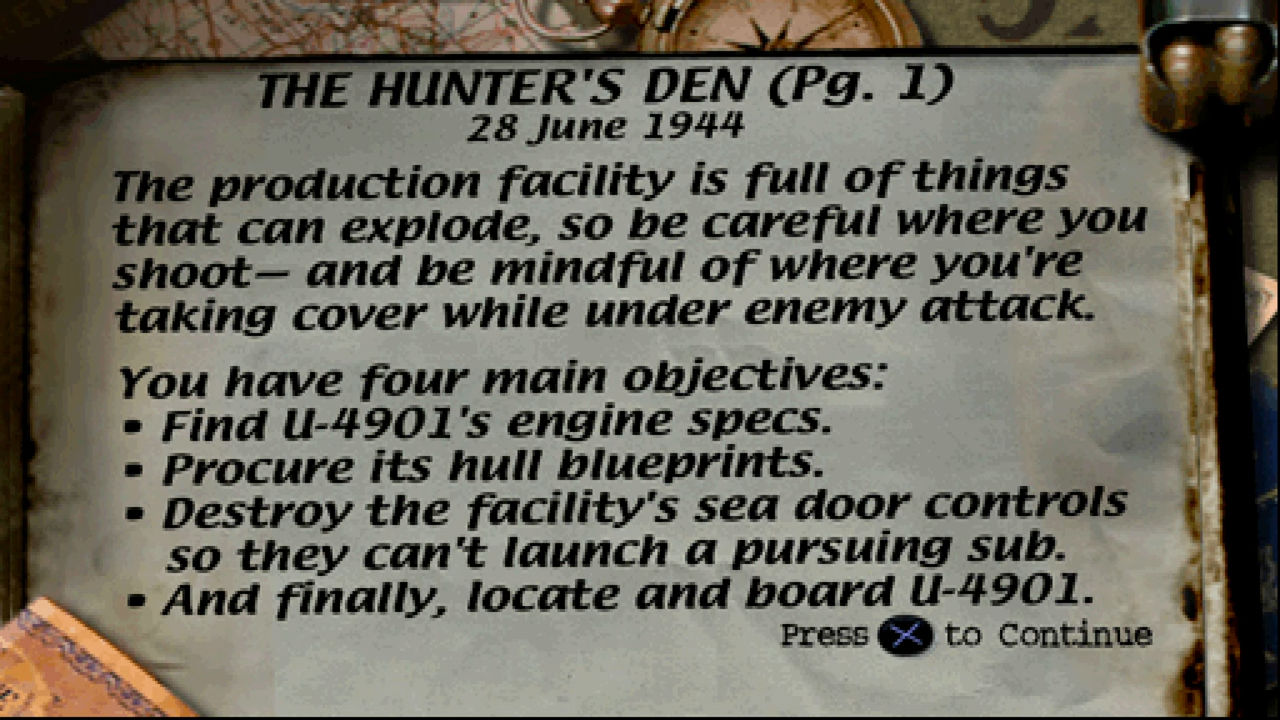 THE HUNTER'S DEN (Pg. 1)
28 June 1944
The production facility is full of things
that can explode, so be careful where you
shoot— and be mindful of where you're
taking cover while under enemy attack.
You have four main objectives:
• Find U-4901's engine specs.
• Procure its hull blueprints.
• Destroy the facility's sea door controls
so they can't launch a pursuing sub.
• And finally, locate and board U-4901.
Press X to Continue